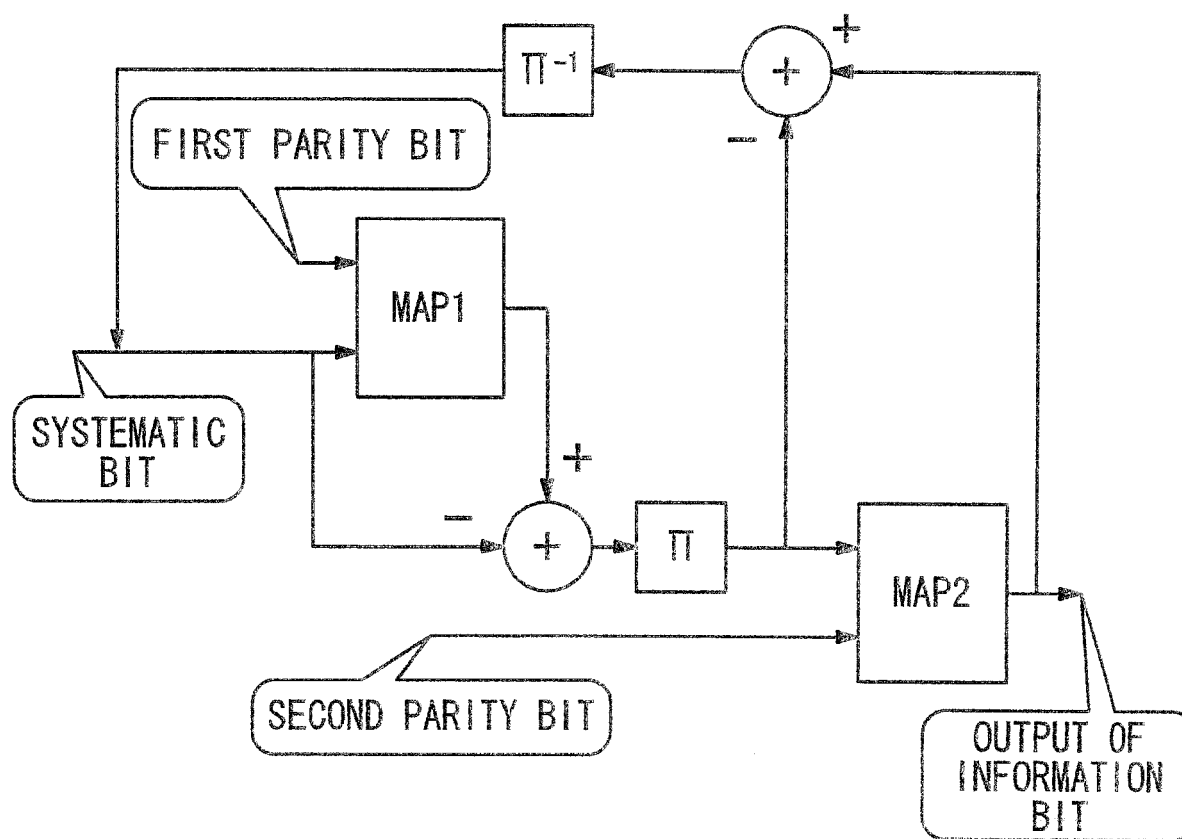 +
Π⁻¹
+
−
FIRST PARITY BIT
MAP1
SYSTEMATIC
BIT
+
−
+
Π
MAP2
SECOND PARITY BIT
OUTPUT OF
INFORMATION
BIT